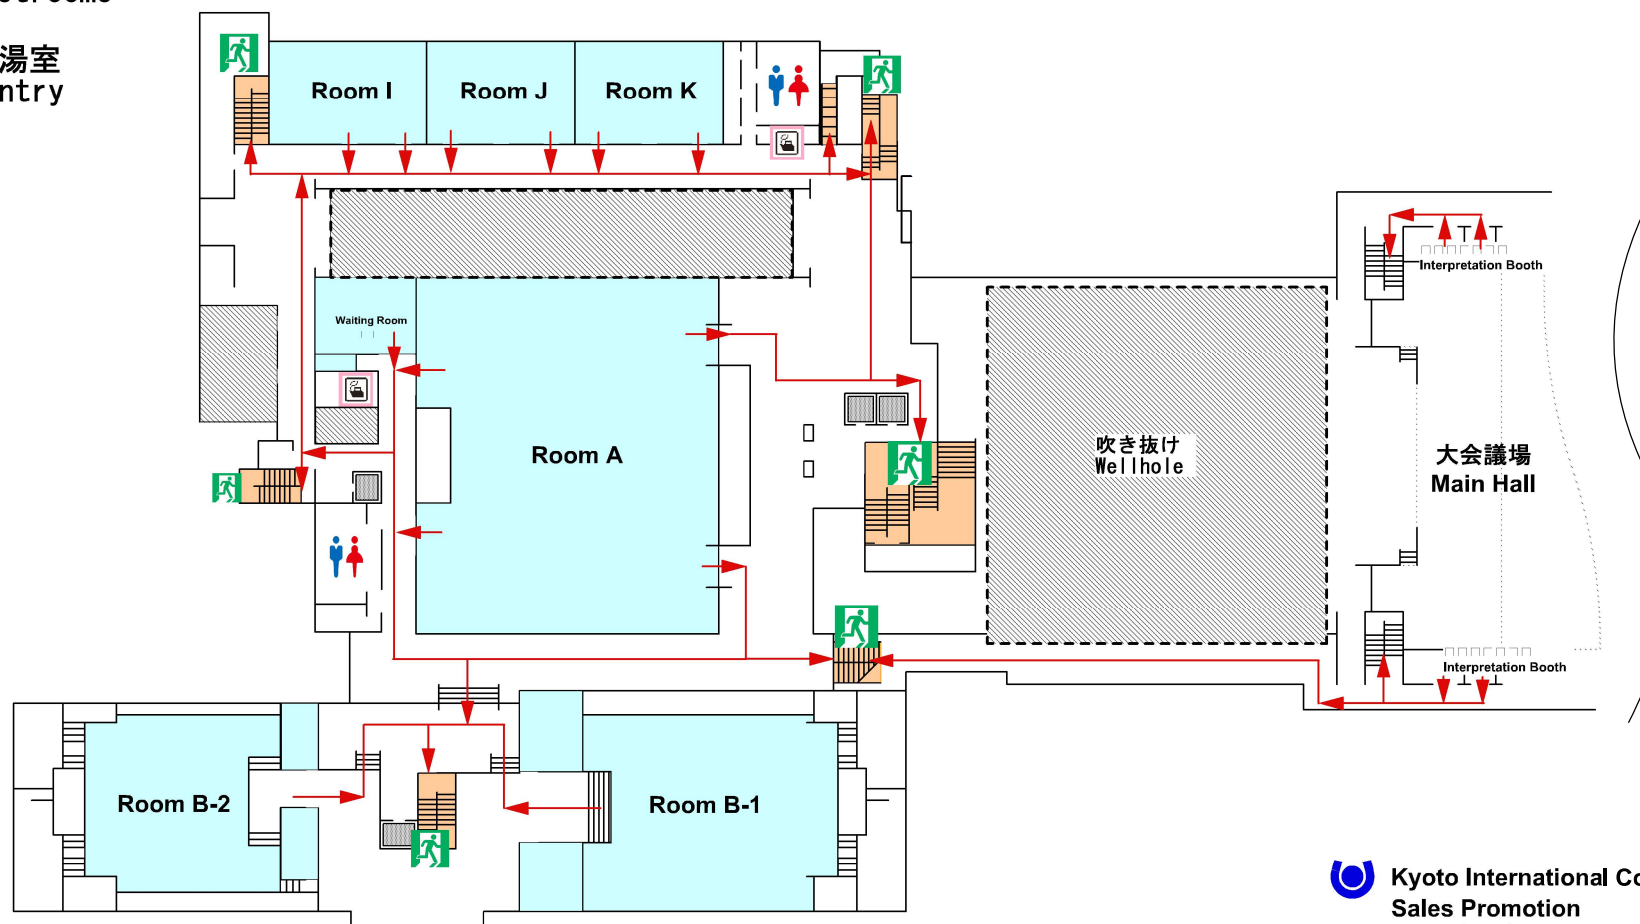 湯室
ntry
Room I
Room J
Room K
Interpretation Booth
Waiting Room
Room A
吹き抜け
Wellhole
大会議場
Main Hall
Interpretation Booth
Room B-2
Room B-1
Kyoto International Co
Sales Promotion